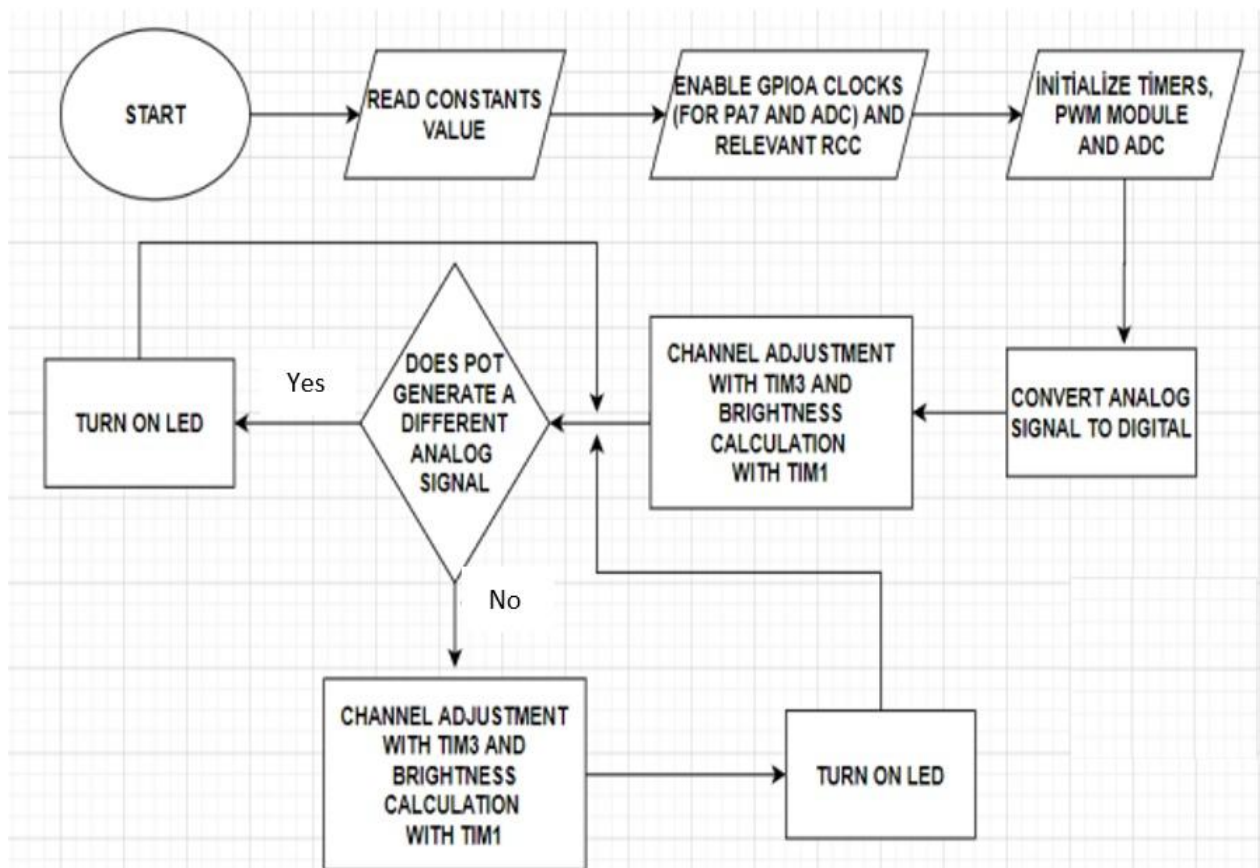 START
READ CONSTANTS
VALUE
ENABLE GPIOA CLOCKS
(FOR PA7 AND ADC) AND
RELEVANT RCC
İNİTİALİZE TİMERS,
PWM MODULE
AND ADC
TURN ON LED
Yes
DOES POT
GENERATE A
DIFFERENT
ANALOG
SIGNAL
CHANNEL ADJUSTMENT
WITH TIM3 AND
BRIGHTNESS
CALCULATION
WITH TIM1
CONVERT ANALOG
SIGNAL TO DIGITAL
No
CHANNEL ADJUSTMENT
WITH TIM3 AND
BRIGHTNESS
CALCULATION
WITH TIM1
TURN ON LED